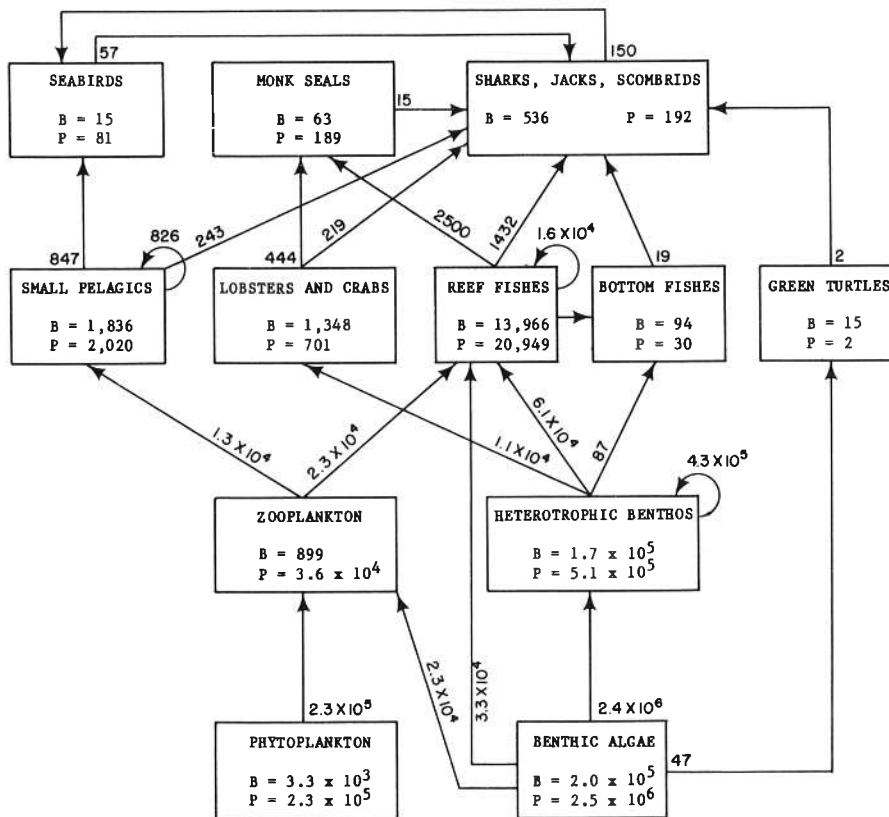 57
150
SEABIRDS
B = 15
P = 81
MONK SEALS
B = 63
P = 189
15
SHARKS, JACKS, SCOMBRIDS
B = 536 P = 192
847
826
243
444
219
2500
1432
1.6 X 10⁴
19
2
SMALL PELAGICS
B = 1,836
P = 2,020
LOBSTERS AND CRABS
B = 1,348
P = 701
REEF FISHES
B = 13,966
P = 20,949
BOTTOM FISHES
B = 94
P = 30
GREEN TURTLES
B = 15
P = 2
1.3 X 10⁴
2.3 X 10⁴
1.1 X 10⁴
6.1 X 10⁴
87
4.3 X 10⁵
ZOOPLANKTON
B = 899
P = 3.6 x 10⁴
HETEROTROPHIC BENTHOS
B = 1.7 x 10⁵
P = 5.1 x 10⁵
2.3 X 10⁵
2.3 X 10⁴
3.3 X 10⁴
2.4 X 10⁶
PHYTOPLANKTON
B = 3.3 x 10³
P = 2.3 x 10⁵
BENTHIC ALGAE
B = 2.0 x 10⁵
P = 2.5 x 10⁶
47